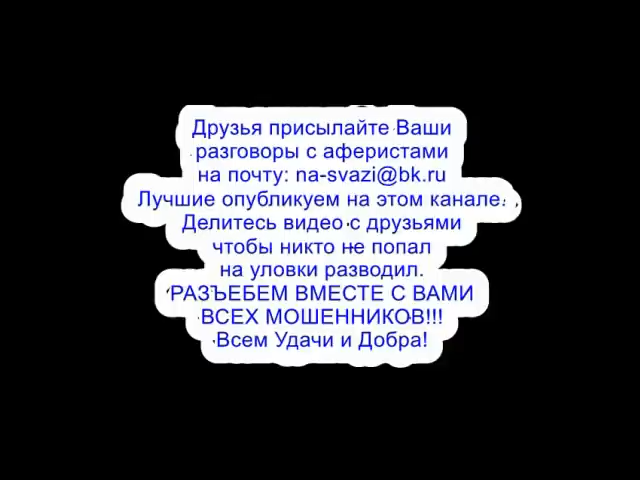 Друзья присылайте Ваши
разговоры с аферистами
на почту: na-svazi@bk.ru
Лучшие опубликуем на этом канале.
Делитесь видео с друзьями
чтобы никто не попал
на уловки разводил.
РАЗЪЕБЕМ ВМЕСТЕ С ВАМИ
ВСЕХ МОШЕННИКОВ!!!
Всем Удачи и Добра!